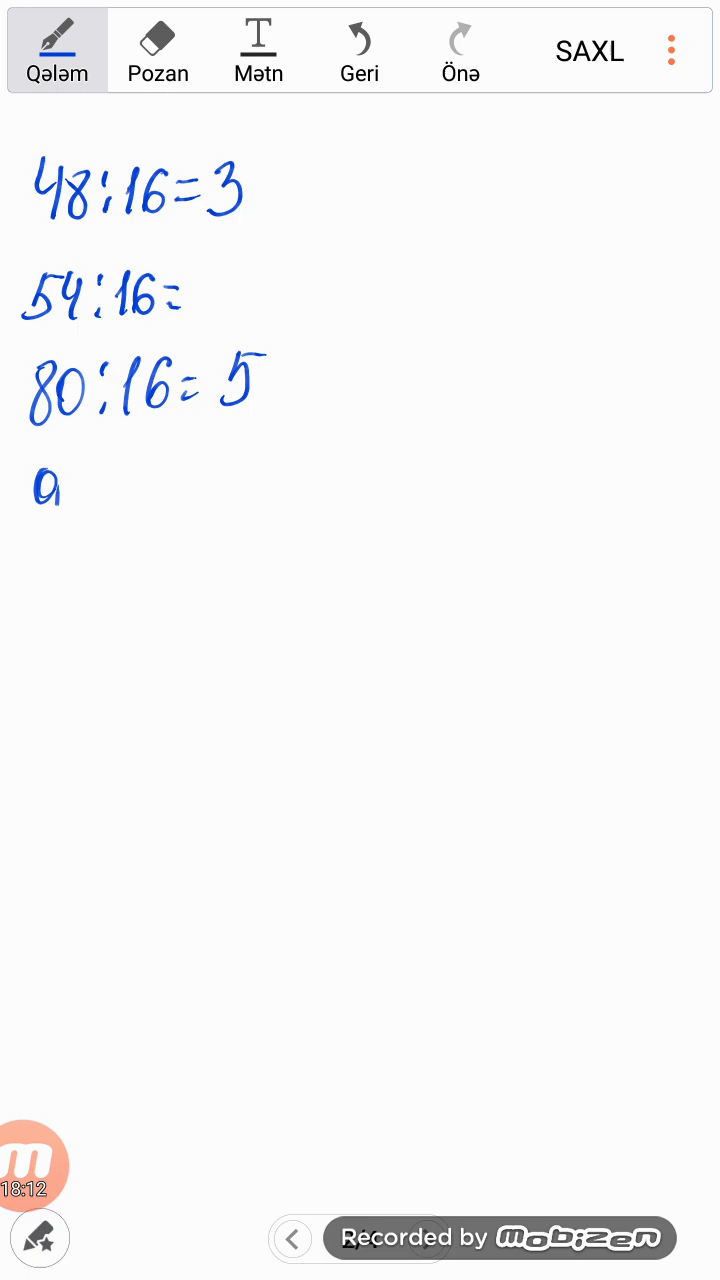 Qələm Pozan Mətn Geri Önə SAXL
48:16=3
54:16=
80:16=5
a
18:12
Recorded by mobizen